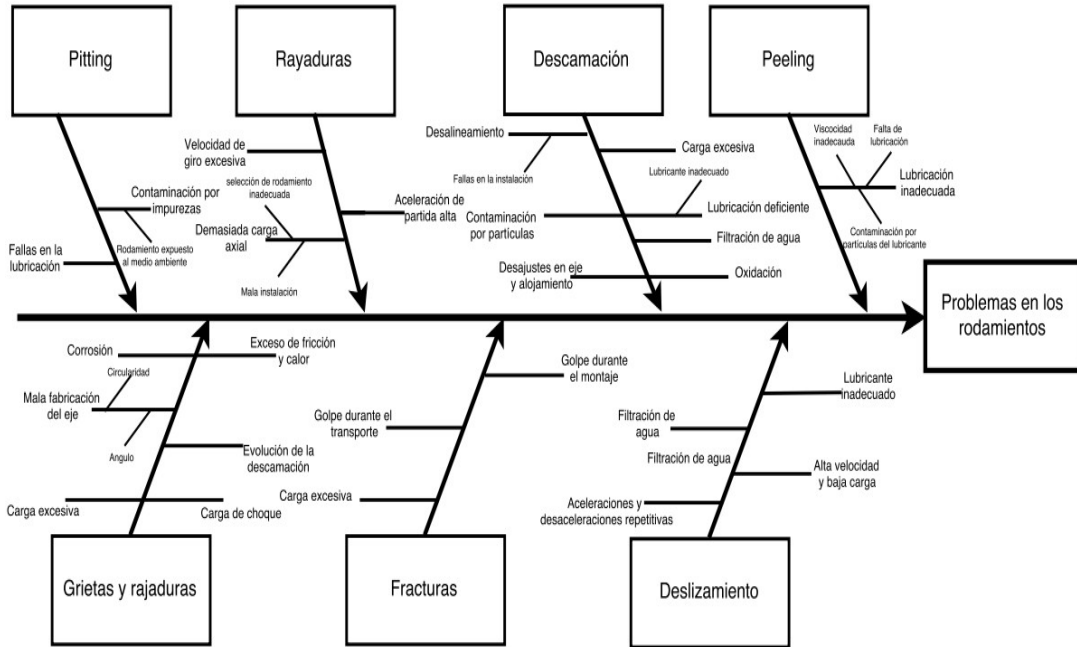 Pitting
Rayaduras
Descamación
Peeling
Velocidad de
giro excesiva
selección de rodamiento
inadecuada
Contaminación por
impurezas
Aceleración de
partida alta
Demasiada carga
axial
Rodamiento expuesto
al medio ambiente
Fallas en la
lubricación
Mala instalación
Desalineamiento
Carga excesiva
Fallas en la instalación
Lubricante inadecuado
Contaminación
por partículas
Lubricación deficiente
Filtración de agua
Desajustes en eje
y alojamiento
Oxidación
Viscocidad
inadecauda
Falta de
lubricación
Lubricación
inadecuada
Contaminación por
partículas del lubricante
Problemas en los
rodamientos
Corrosión
Exceso de fricción
y calor
Circularidad
Mala fabricación
del eje
Angulo
Evolución de la
descamación
Carga excesiva
Carga de choque
Golpe durante
el montaje
Golpe durante el
transporte
Carga excesiva
Lubricante
inadecuado
Filtración de
agua
Filtración de agua
Alta velocidad
y baja carga
Aceleraciones y
desaceleraciones repetitivas
Grietas y rajaduras
Fracturas
Deslizamiento